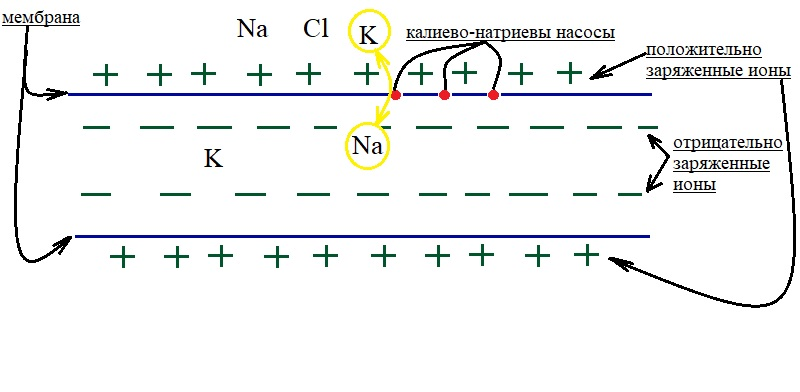 мембрана
Na Cl K
калиево-натриевы насосы
положительно
заряженные ионы
Na
K
отрицательно
заряженные
ионы